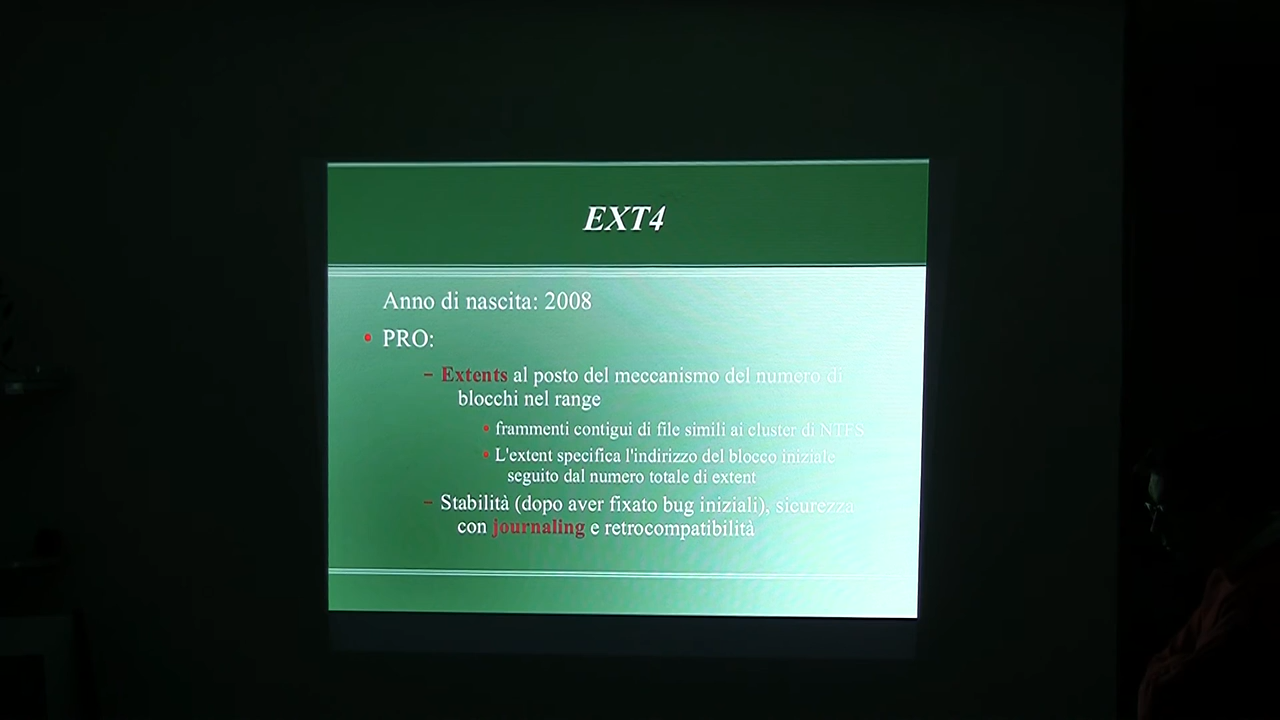 EXT4
Anno di nascita: 2008
• PRO:
– Extents al posto del meccanismo del numero di
blocchi nel range
• frammenti contigui di file simili ai cluster di NTFS
• L'extent specifica l'indirizzo del blocco iniziale
seguito dal numero totale di extent
– Stabilità (dopo aver fixato bug iniziali), sicurezza
con journaling e retrocompatibilità